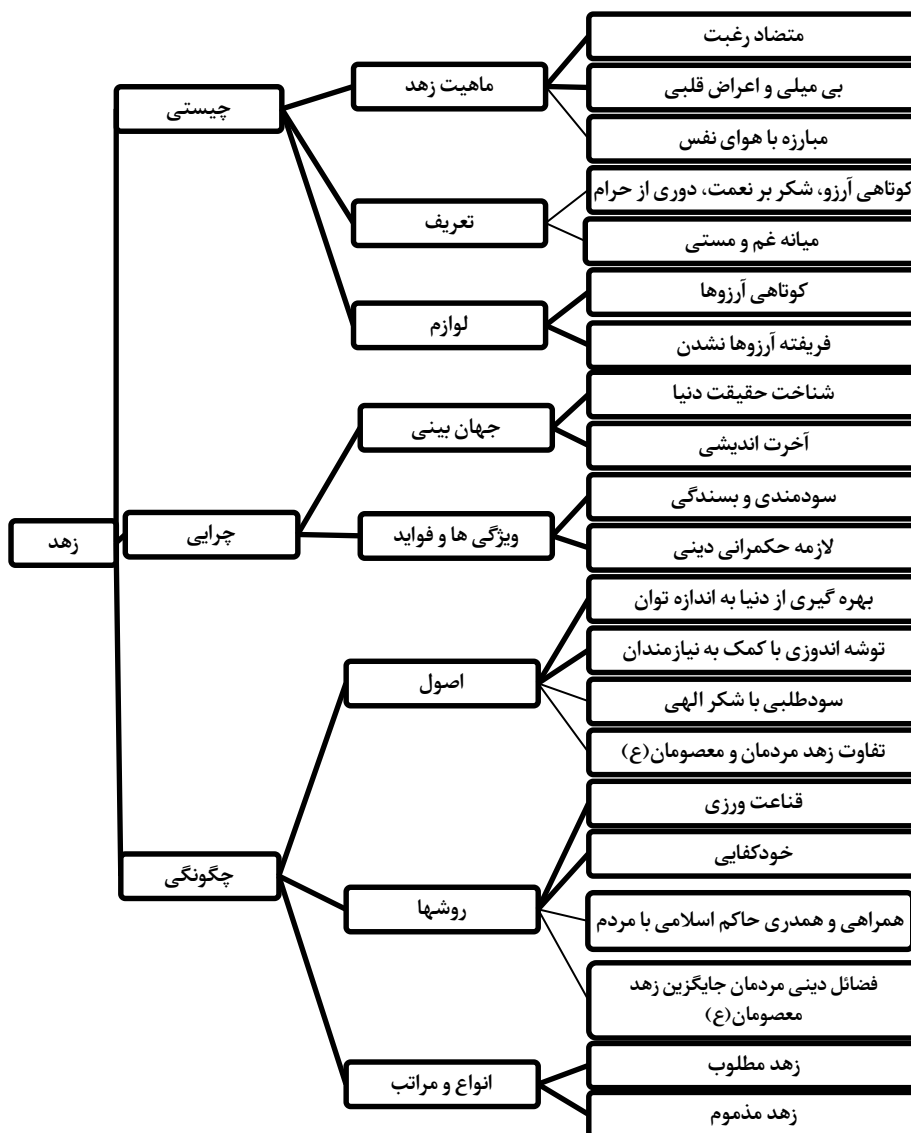 زهد
چیستی
ماهیت زهد
متضاد رغبت
بی میلی و اعراض قلبی
مبارزه با هوای نفس
تعریف
کوتاهی آرزو، شکر بر نعمت، دوری از حرام
میانه غم و مستی
لوازم
کوتاهی آرزوها
فریفته آرزوها نشدن
چرایی
جهان بینی
شناخت حقیقت دنیا
آخرت اندیشی
ویژگی ها و فواید
سودمندی و بسندگی
لازمه حکمرانی دینی
چگونگی
اصول
بهره گیری از دنیا به اندازه توان
توشه اندوزی با کمک به نیازمندان
سودطلبی با شکر الهی
تفاوت زهد مردمان و معصومان(ع)
روشها
قناعت ورزی
خودکفایی
همراهی و همدری حاکم اسلامی با مردم
فضائل دینی مردمان جایگزین زهد
معصومان(ع)
انواع و مراتب
زهد مطلوب
زهد مذموم